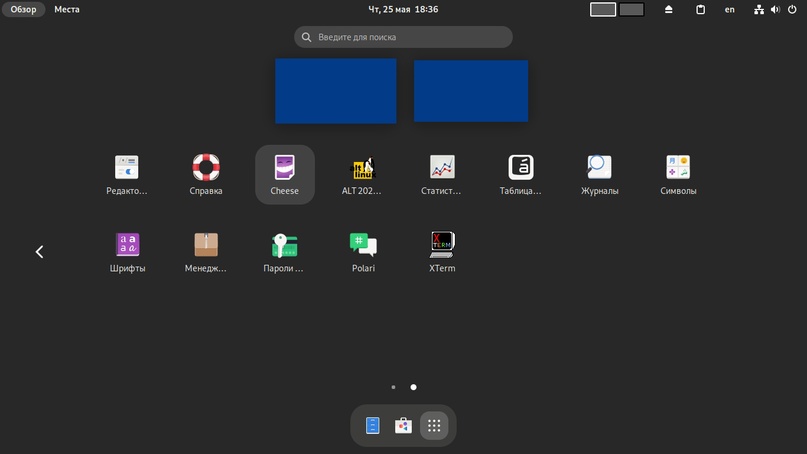 Обзор Места Чт, 25 мая 18:36 en
Введите для поиска
Редакто... Справка Cheese ALT 202... Статист... Таблица... Журналы Символы
Шрифты Менедж... Пароли ... Polari XTerm